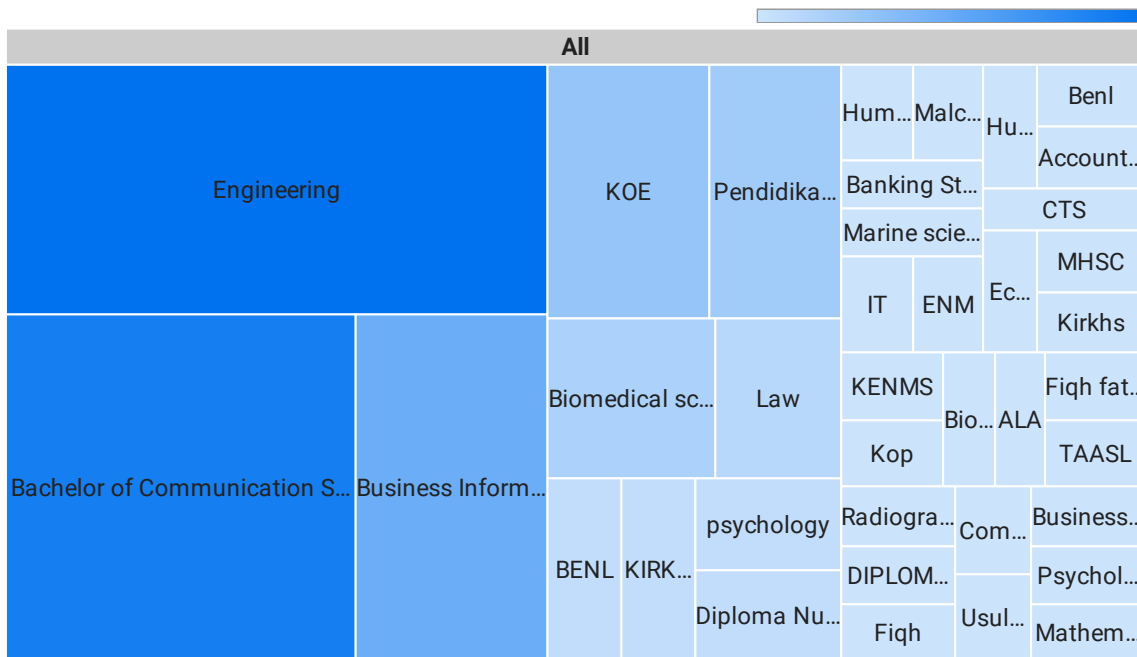 All
Engineering
Bachelor of Communication S...
Business Inform...
KOE
Pendidika...
Biomedical sc...
Law
BENL
KIRK...
psychology
Diploma Nu...
Hum...
Malc...
Banking St...
Marine scie...
IT
ENM
Hu...
Benl
Account...
CTS
Ec...
MHSC
Kirkhs
KENMS
Kop
Bio...
ALA
Fiqh fat...
TAASL
Radiogra...
DIPLOM...
Fiqh
Com...
Usul...
Business...
Psychol...
Mathem...